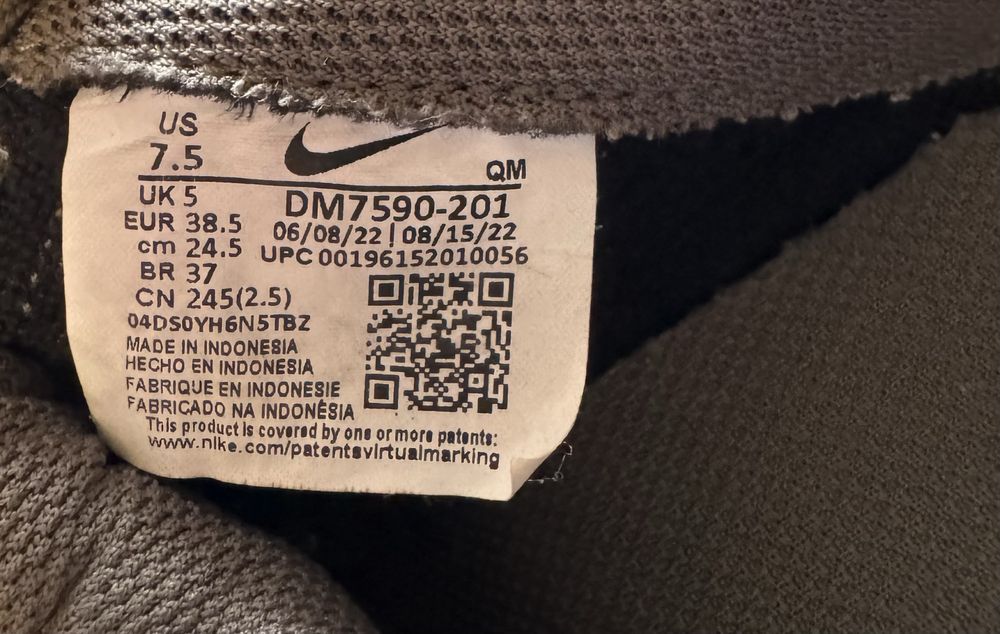 US
7.5
QM
UK 5
EUR 38.5
cm 24.5
BR 37
CN 245(2.5)
DM7590-201
06/08/22 | 08/15/22
UPC 00196152010056
04DS0YH6N5TBZ
MADE IN INDONESIA
HECHO EN INDONESIA
FABRIQUE EN INDONESIE
FABRICADO NA INDONÉSIA
This product is covered by one or more patents:
www.nike.com/patentsvirtualmarking